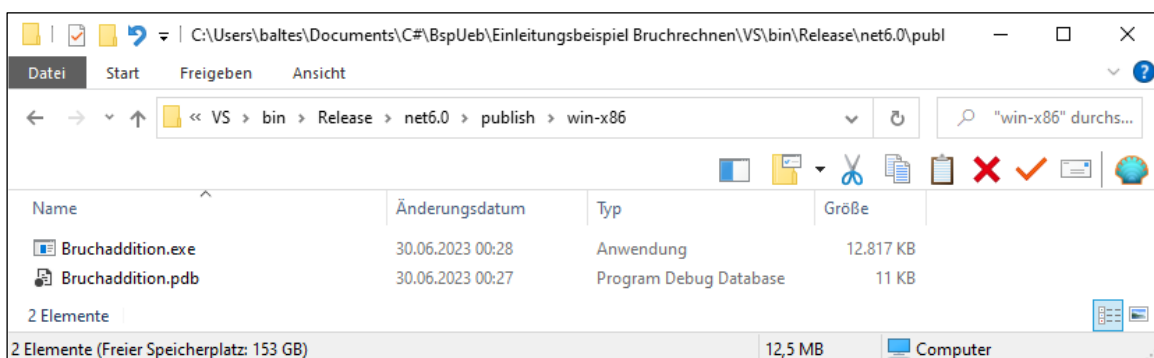 C:\Users\baltes\Documents\C#\BspUeb\Einleitungsbeispiel Bruchrechnen\VS\bin\Release\net6.0\publ
Datei Start Freigeben Ansicht
« VS › bin › Release › net6.0 › publish › win-x86 "win-x86" durchs...
Name Änderungsdatum Typ Größe
Bruchaddition.exe 30.06.2023 00:28 Anwendung 12.817 KB
Bruchaddition.pdb 30.06.2023 00:27 Program Debug Database 11 KB
2 Elemente
2 Elemente (Freier Speicherplatz: 153 GB) 12,5 MB Computer